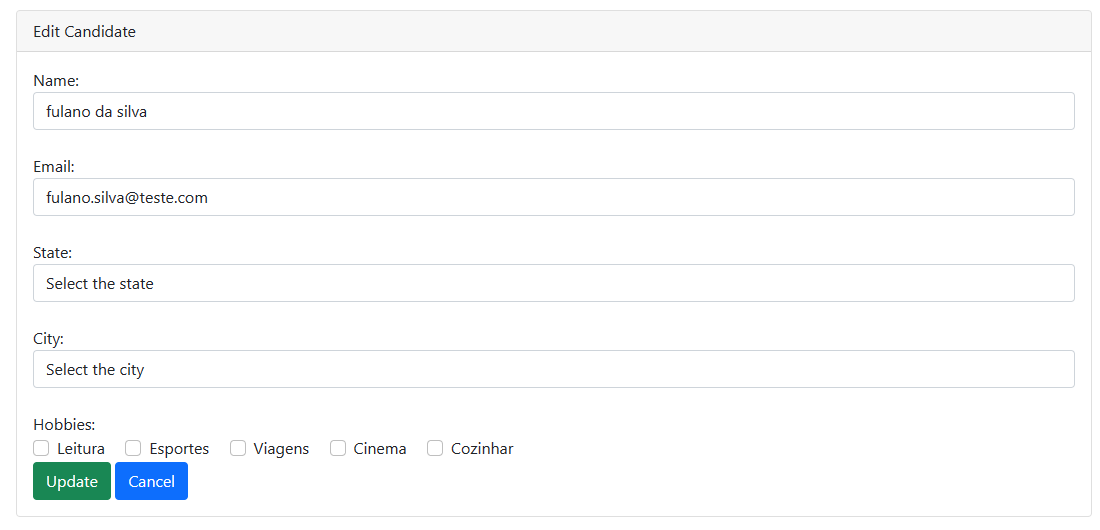 Edit Candidate
Name:
fulano da silva
Email:
fulano.silva@teste.com
State:
Select the state
City:
Select the city
Hobbies:
Leitura Esportes Viagens Cinema Cozinhar
Update Cancel